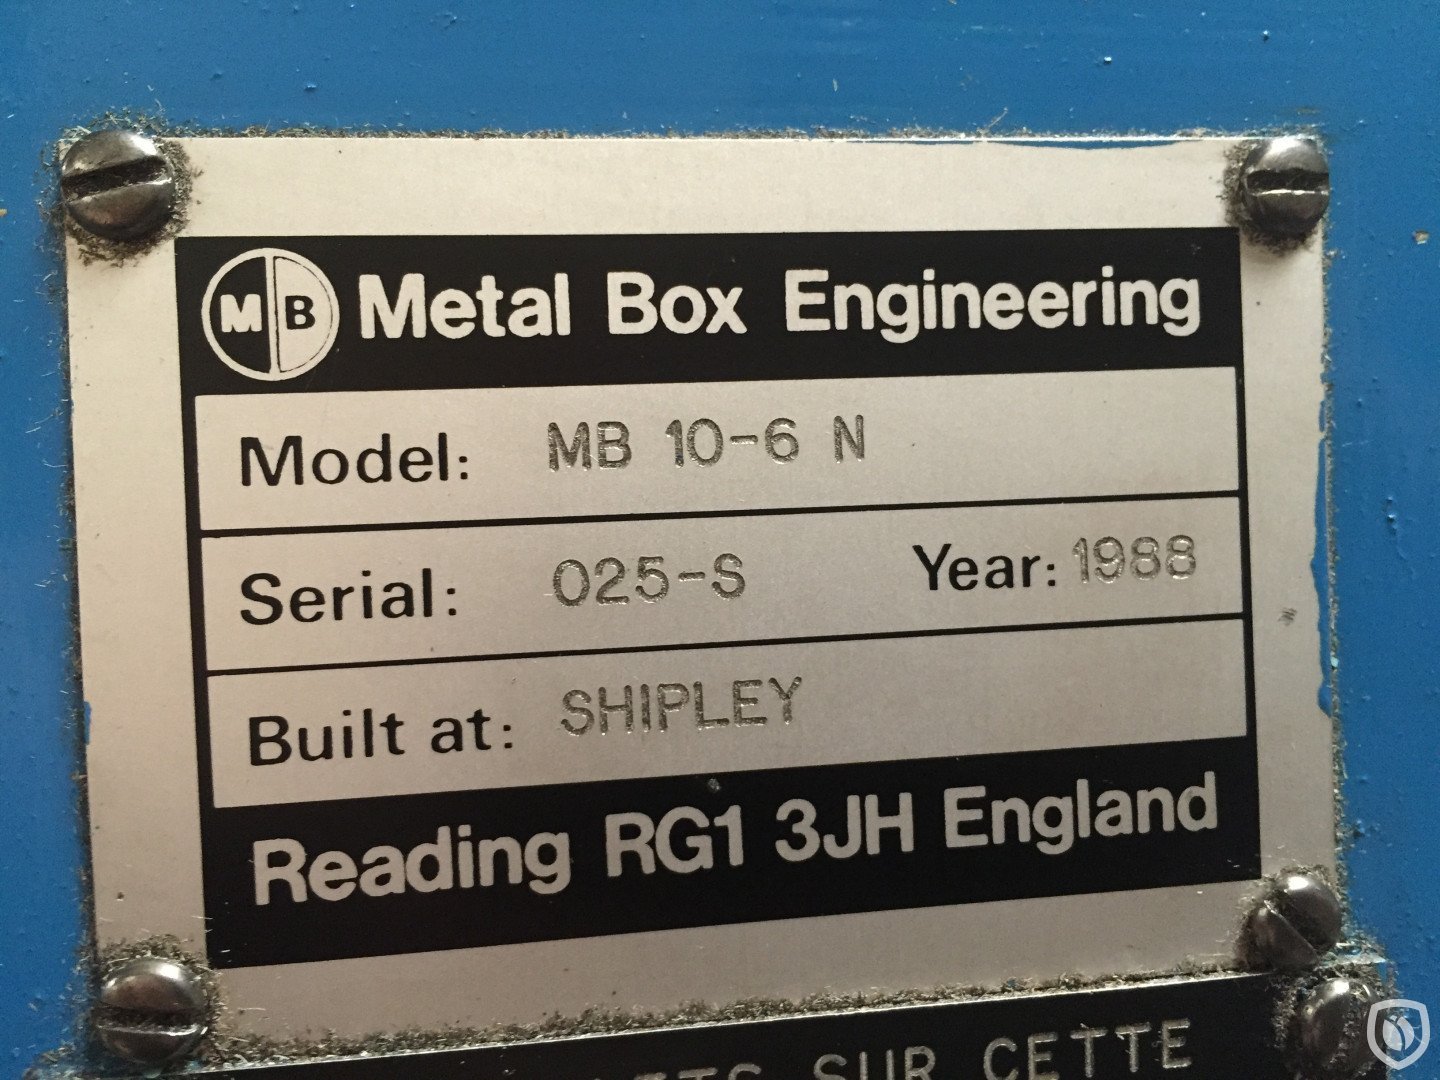 MB Metal Box Engineering
Model: MB 10-6 N
Serial: 025-S Year: 1988
Built at: SHIPLEY
Reading RG1 3JH England
SUR CETTE